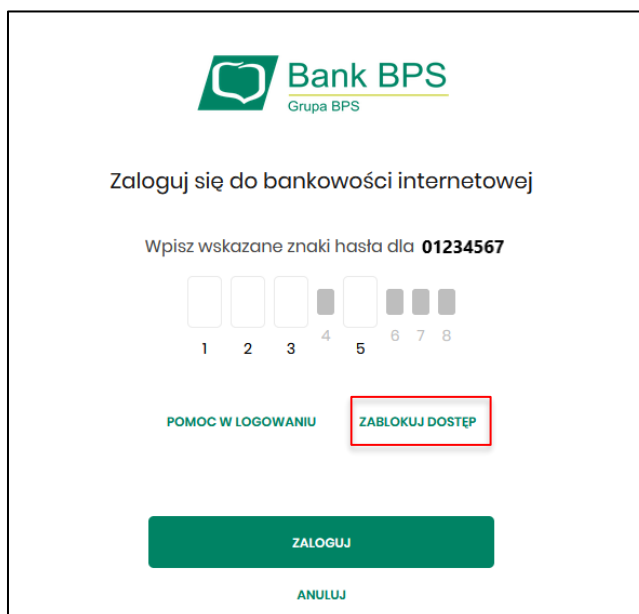 Bank BPS
Grupa BPS
Zaloguj się do bankowości internetowej
Wpisz wskazane znaki hasła dla 01234567
1 2 3 4 5 6 7 8
POMOC W LOGOWANIU ZABLOKUJ DOSTĘP
ZALOGUJ
ANULUJ